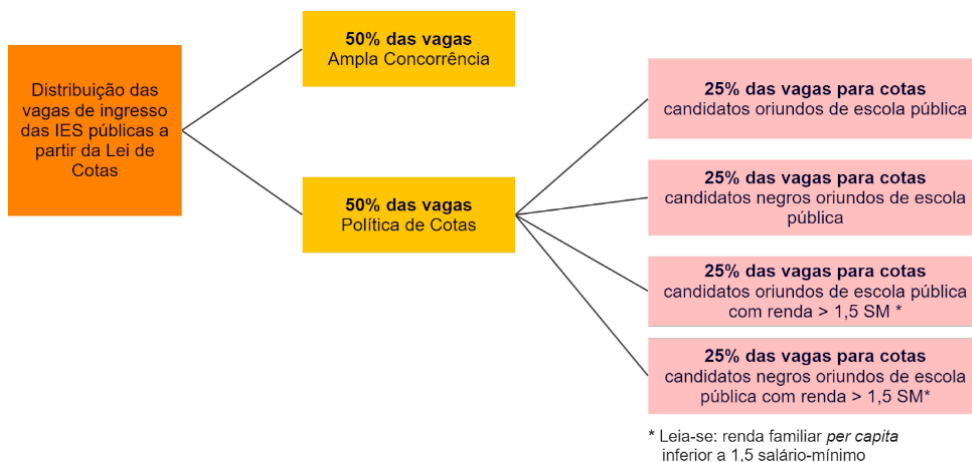 Distribuição das
vagas de ingresso
das IES públicas a
partir da Lei de
Cotas
50% das vagas
Ampla Concorrência
50% das vagas
Política de Cotas
25% das vagas para cotas
candidatos oriundos de escola pública
25% das vagas para cotas
candidatos negros oriundos de escola
pública
25% das vagas para cotas
candidatos oriundos de escola pública
com renda > 1,5 SM *
25% das vagas para cotas
candidatos negros oriundos de escola
pública com renda > 1,5 SM*
* Leia-se: renda familiar per capita
inferior a 1,5 salário-mínimo